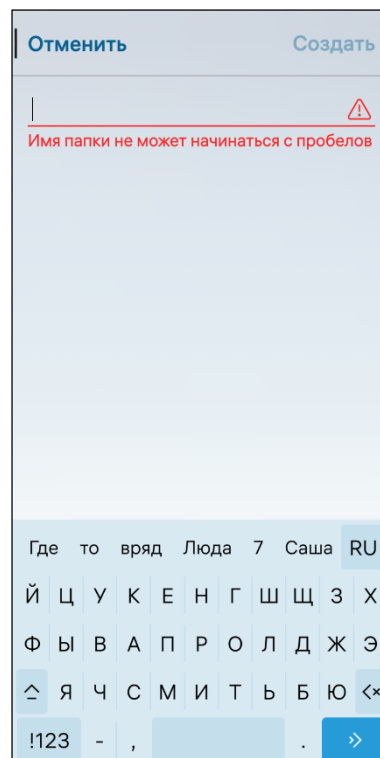 Отменить Создать
Имя папки не может начинаться с пробелов
Где то вряд Люда 7 Саша RU
Й Ц У К Е Н Г Ш Щ З Х
Ф Ы В А П Р О Л Д Ж Э
Я Ч С М И Т Ь Б Ю
!123 - , .